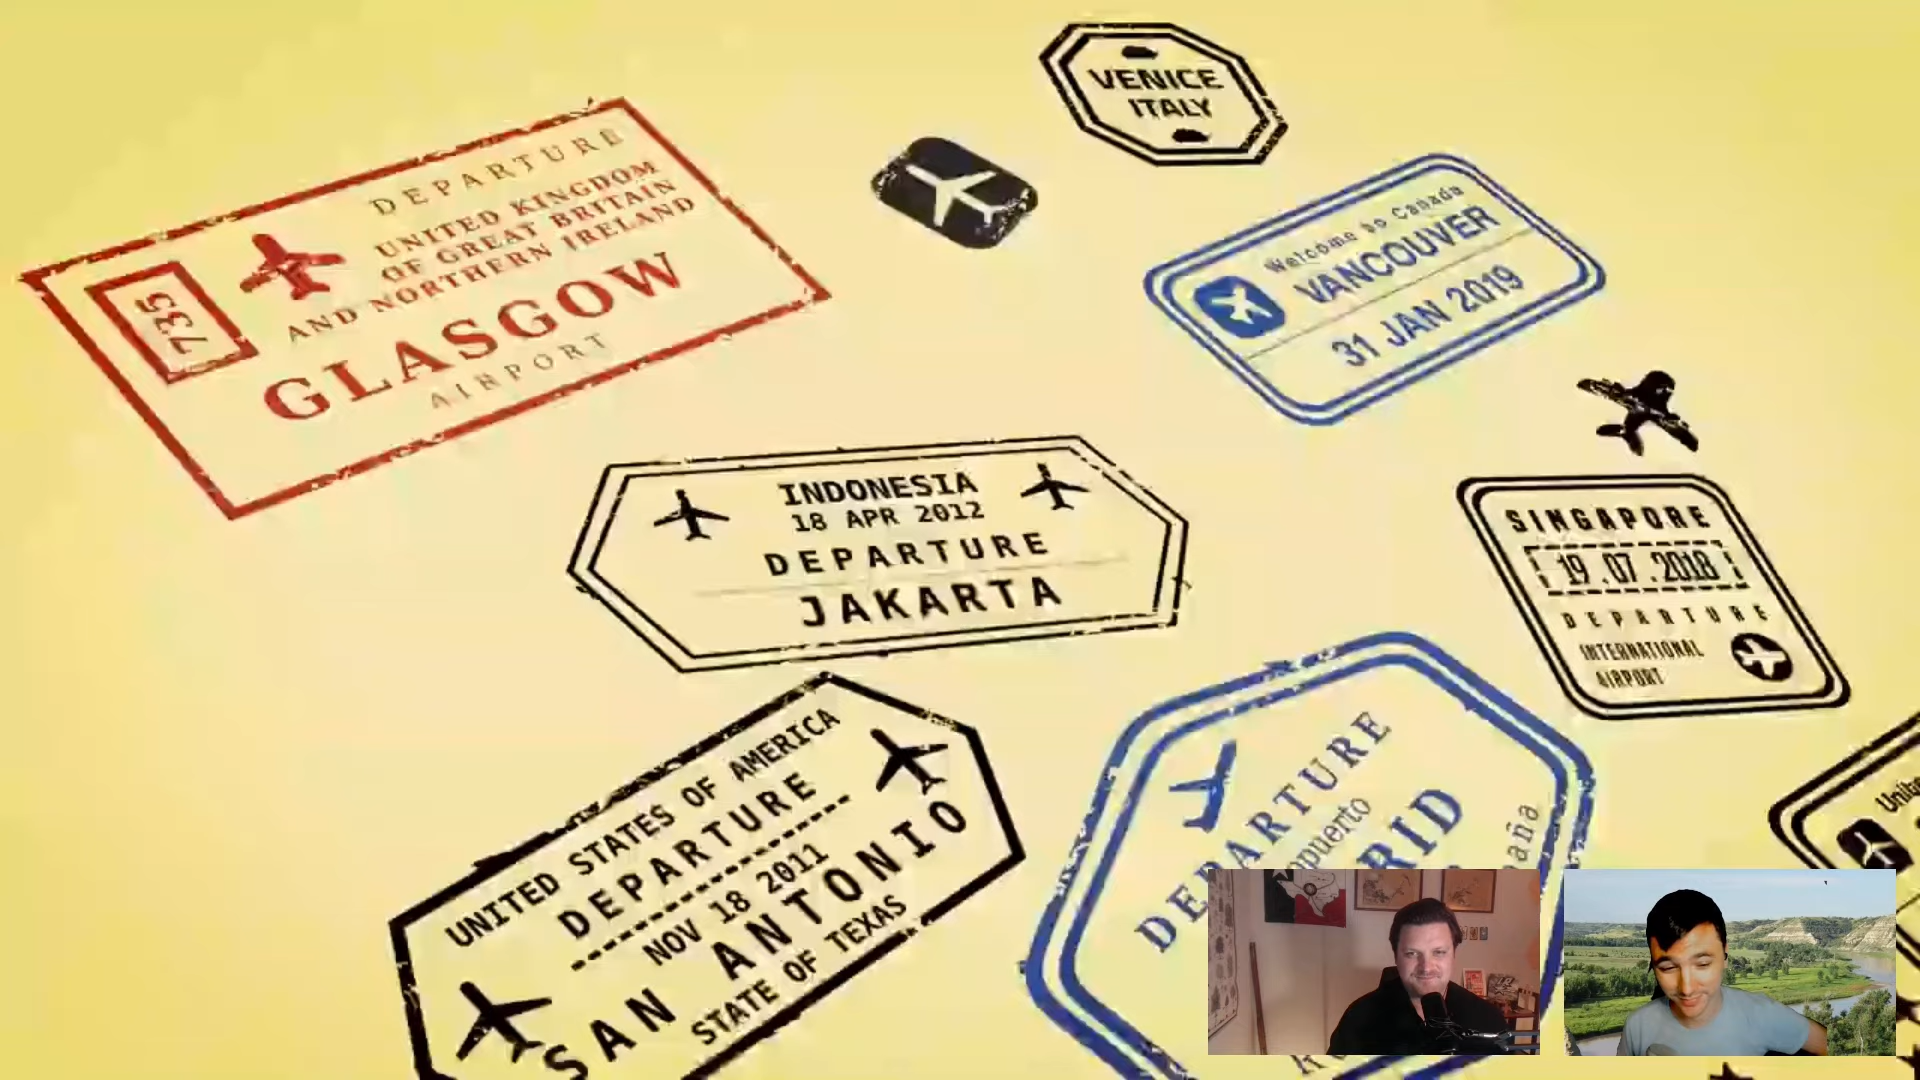 VENICE
ITALY
735
DEPARTURE
UNITED KINGDOM
OF GREAT BRITAIN
AND NORTHERN IRELAND
GLASGOW
AIRPORT
Welcome to Canada
VANCOUVER
31 JAN 2019
INDONESIA
18 APR 2012
DEPARTURE
JAKARTA
SINGAPORE
19.07.2018
DEPARTURE
INTERNATIONAL
AIRPORT
UNITED STATES OF AMERICA
DEPARTURE
NOV 18 2011
SAN ANTONIO
STATE OF TEXAS
DEPARTURE